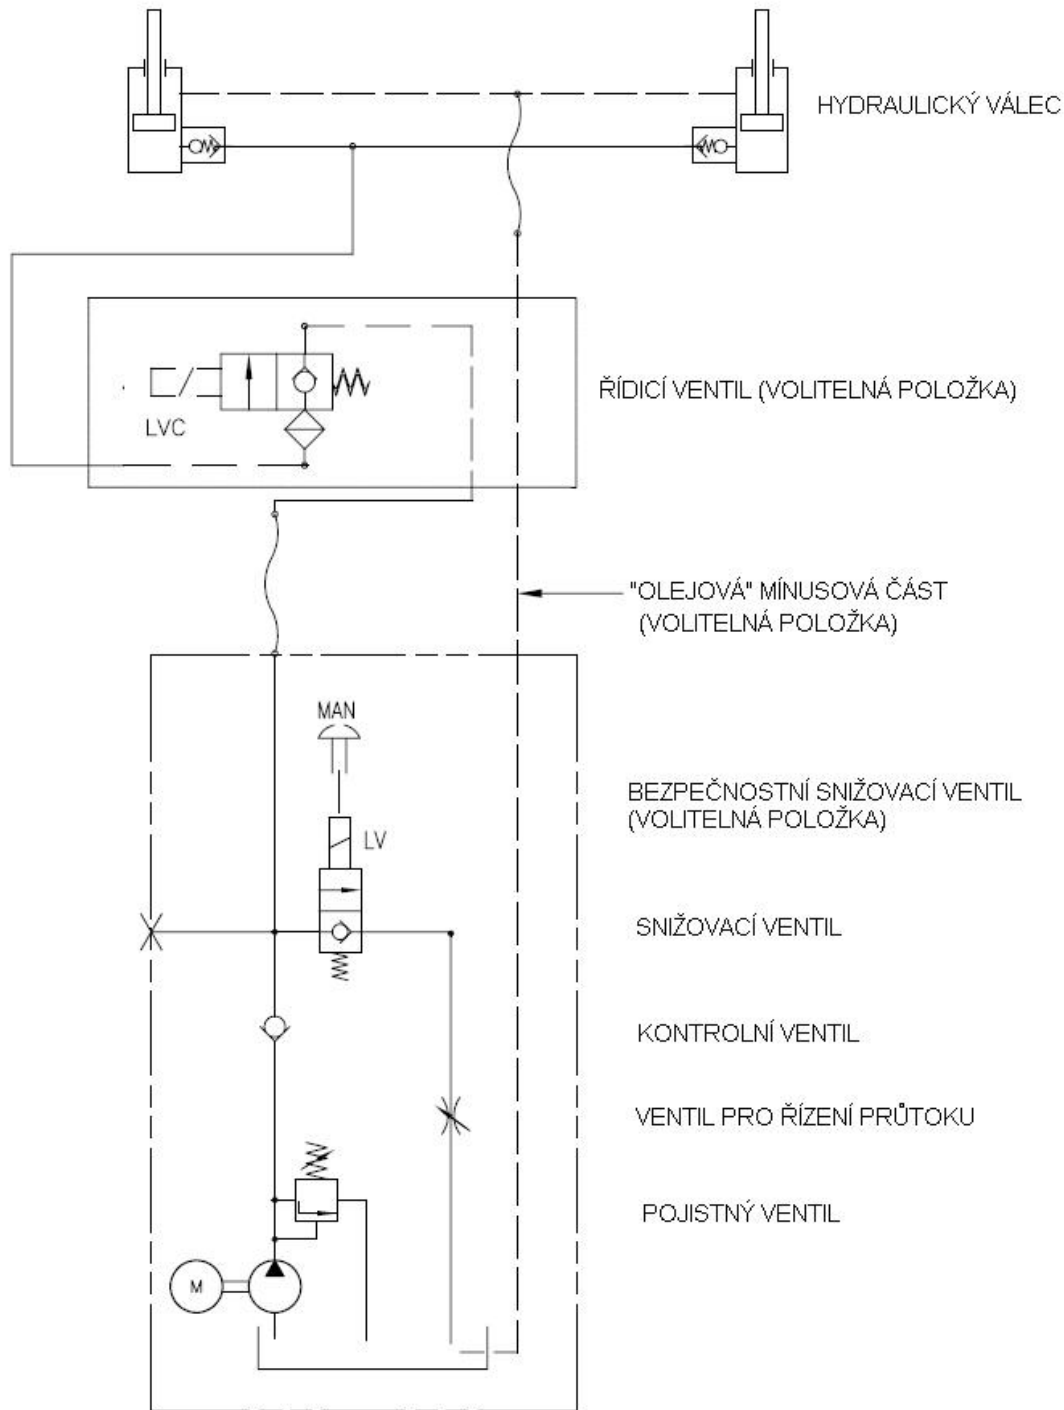 HYDRAULICKÝ VÁLEC
ŘÍDICÍ VENTIL (VOLITELNÁ POLOŽKA)
LVC
"OLEJOVÁ" MÍNUSOVÁ ČÁST
(VOLITELNÁ POLOŽKA)
MAN
BEZPEČNOSTNÍ SNIŽOVACÍ VENTIL
(VOLITELNÁ POLOŽKA)
LV
SNIŽOVACÍ VENTIL
KONTROLNÍ VENTIL
VENTIL PRO ŘÍZENÍ PRŮTOKU
POJISTNÝ VENTIL
M